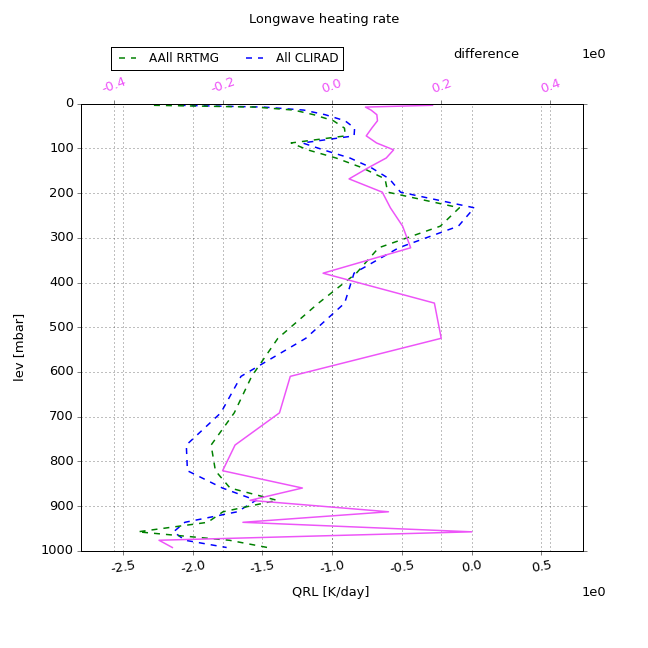 Longwave heating rate
AAll RRTMG All CLIRAD
difference 1e0
-0.4 -0.2 0.0 0.2 0.4
0
100
200
300
400
500
600
700
800
900
1000
lev [mbar]
-2.5 -2.0 -1.5 -1.0 -0.5 0.0 0.5
QRL [K/day] 1e0